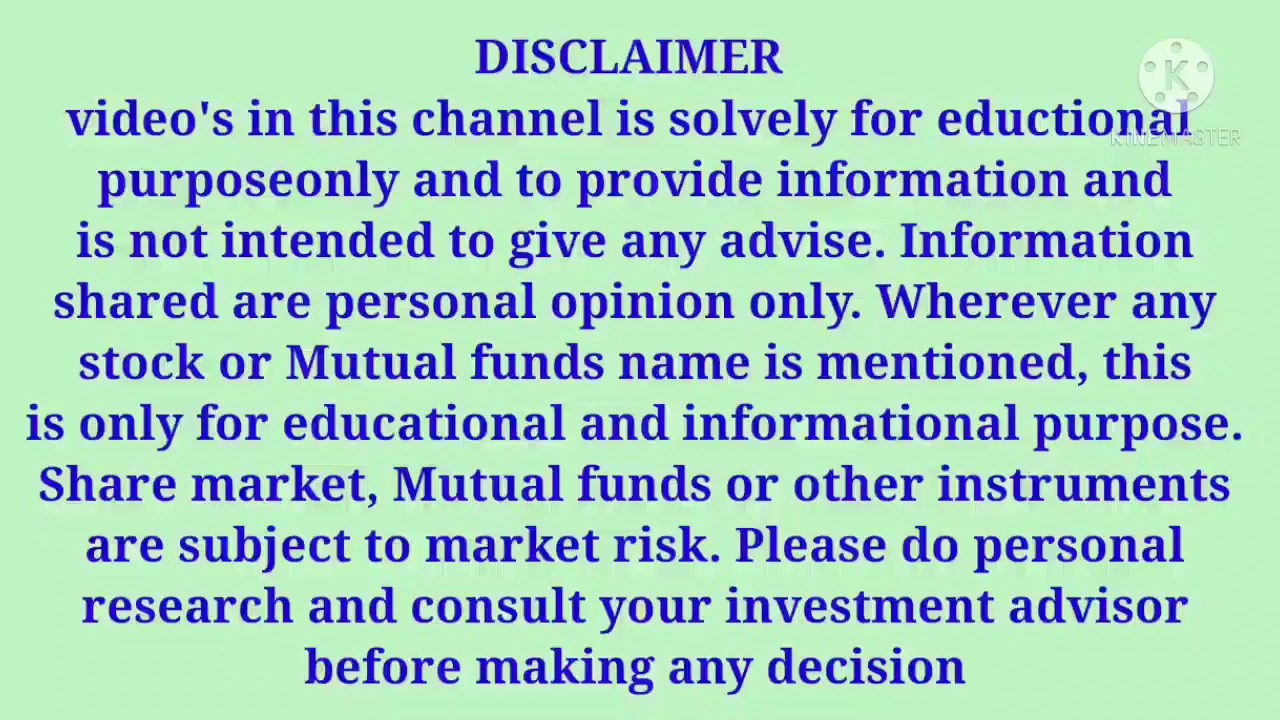 DISCLAIMER
video's in this channel is solvely for eductional
purposeonly and to provide information and
is not intended to give any advise. Information
shared are personal opinion only. Wherever any
stock or Mutual funds name is mentioned, this
is only for educational and informational purpose.
Share market, Mutual funds or other instruments
are subject to market risk. Please do personal
research and consult your investment advisor
before making any decision
K
KINEMASTER